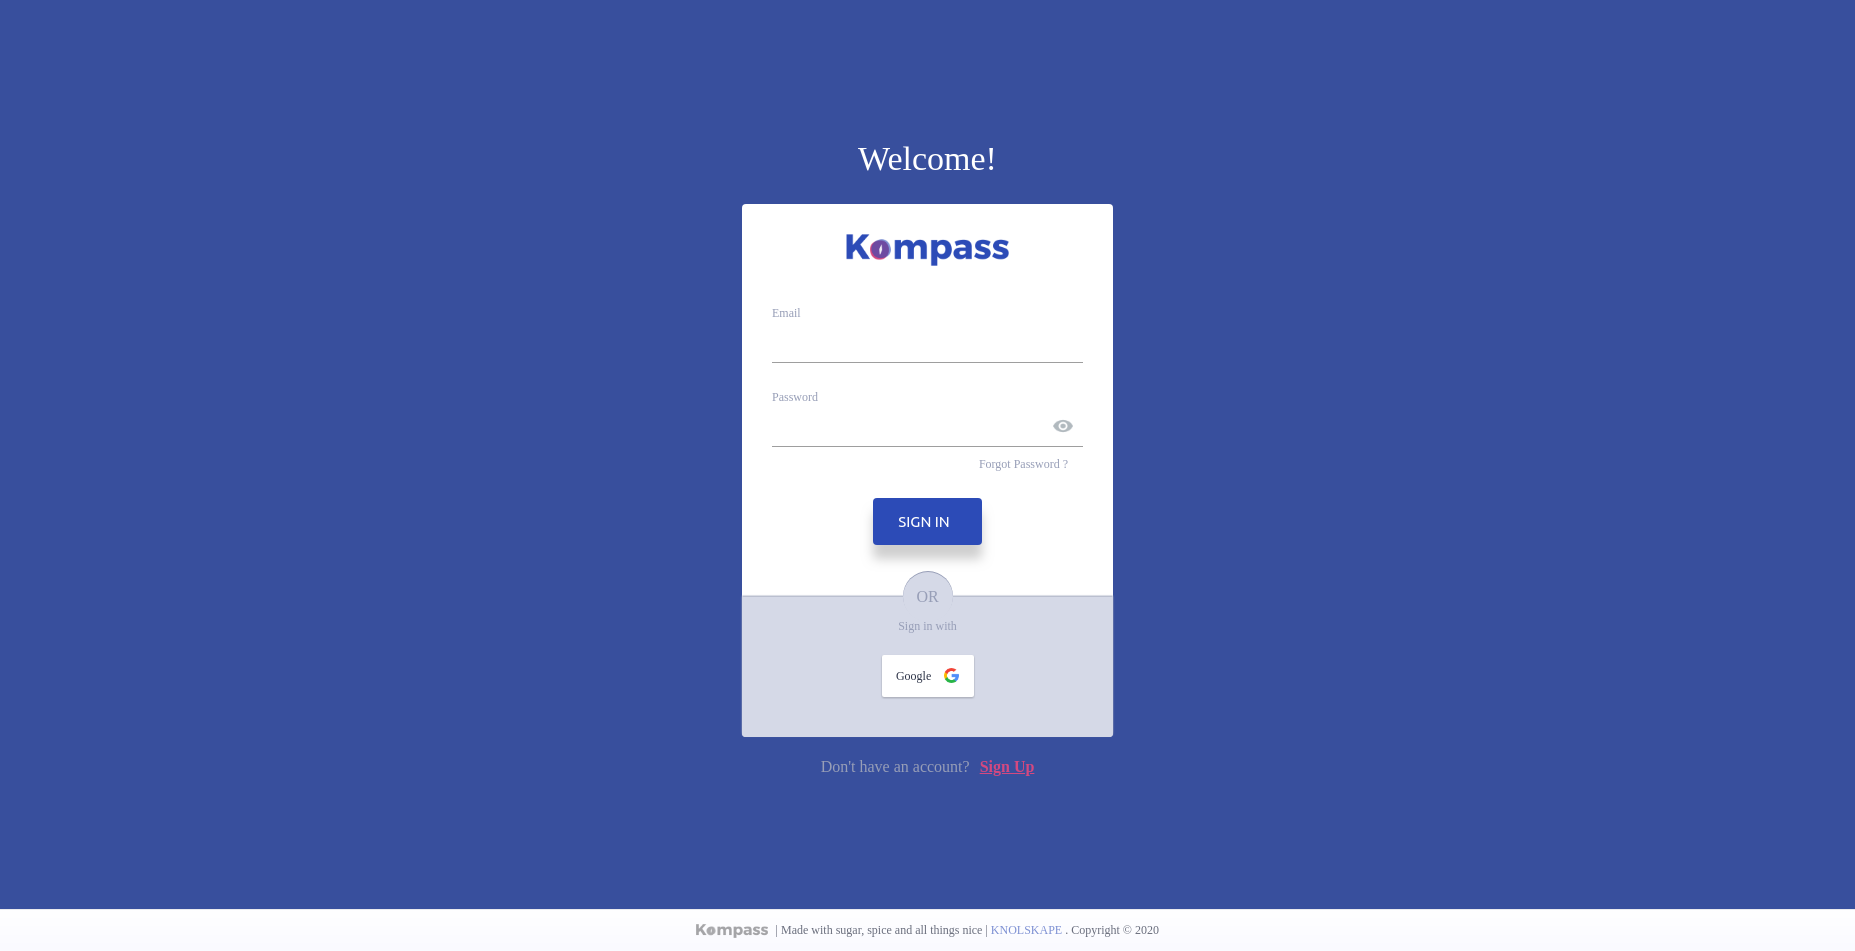 Welcome!
Kompass
Email
Password
Forgot Password ?
SIGN IN
OR
Sign in with
Google
Don't have an account? Sign Up
Kompass | Made with sugar, spice and all things nice | KNOLSKAPE . Copyright © 2020